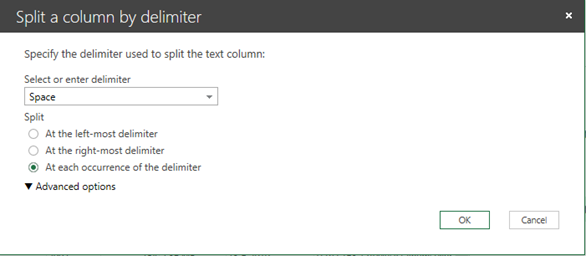 Split a column by delimiter
Specify the delimiter used to split the text column:
Select or enter delimiter
Space
Split
At the left-most delimiter
At the right-most delimiter
At each occurrence of the delimiter
Advanced options
OK Cancel